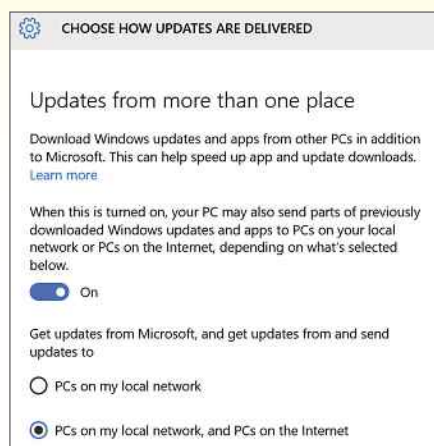 CHOOSE HOW UPDATES ARE DELIVERED
Updates from more than one place
Download Windows updates and apps from other PCs in addition
to Microsoft. This can help speed up app and update downloads.
Learn more
When this is turned on, your PC may also send parts of previously
downloaded Windows updates and apps to PCs on your local
network or PCs on the Internet, depending on what's selected
below.
On
Get updates from Microsoft, and get updates from and send
updates to
PCs on my local network
PCs on my local network, and PCs on the Internet